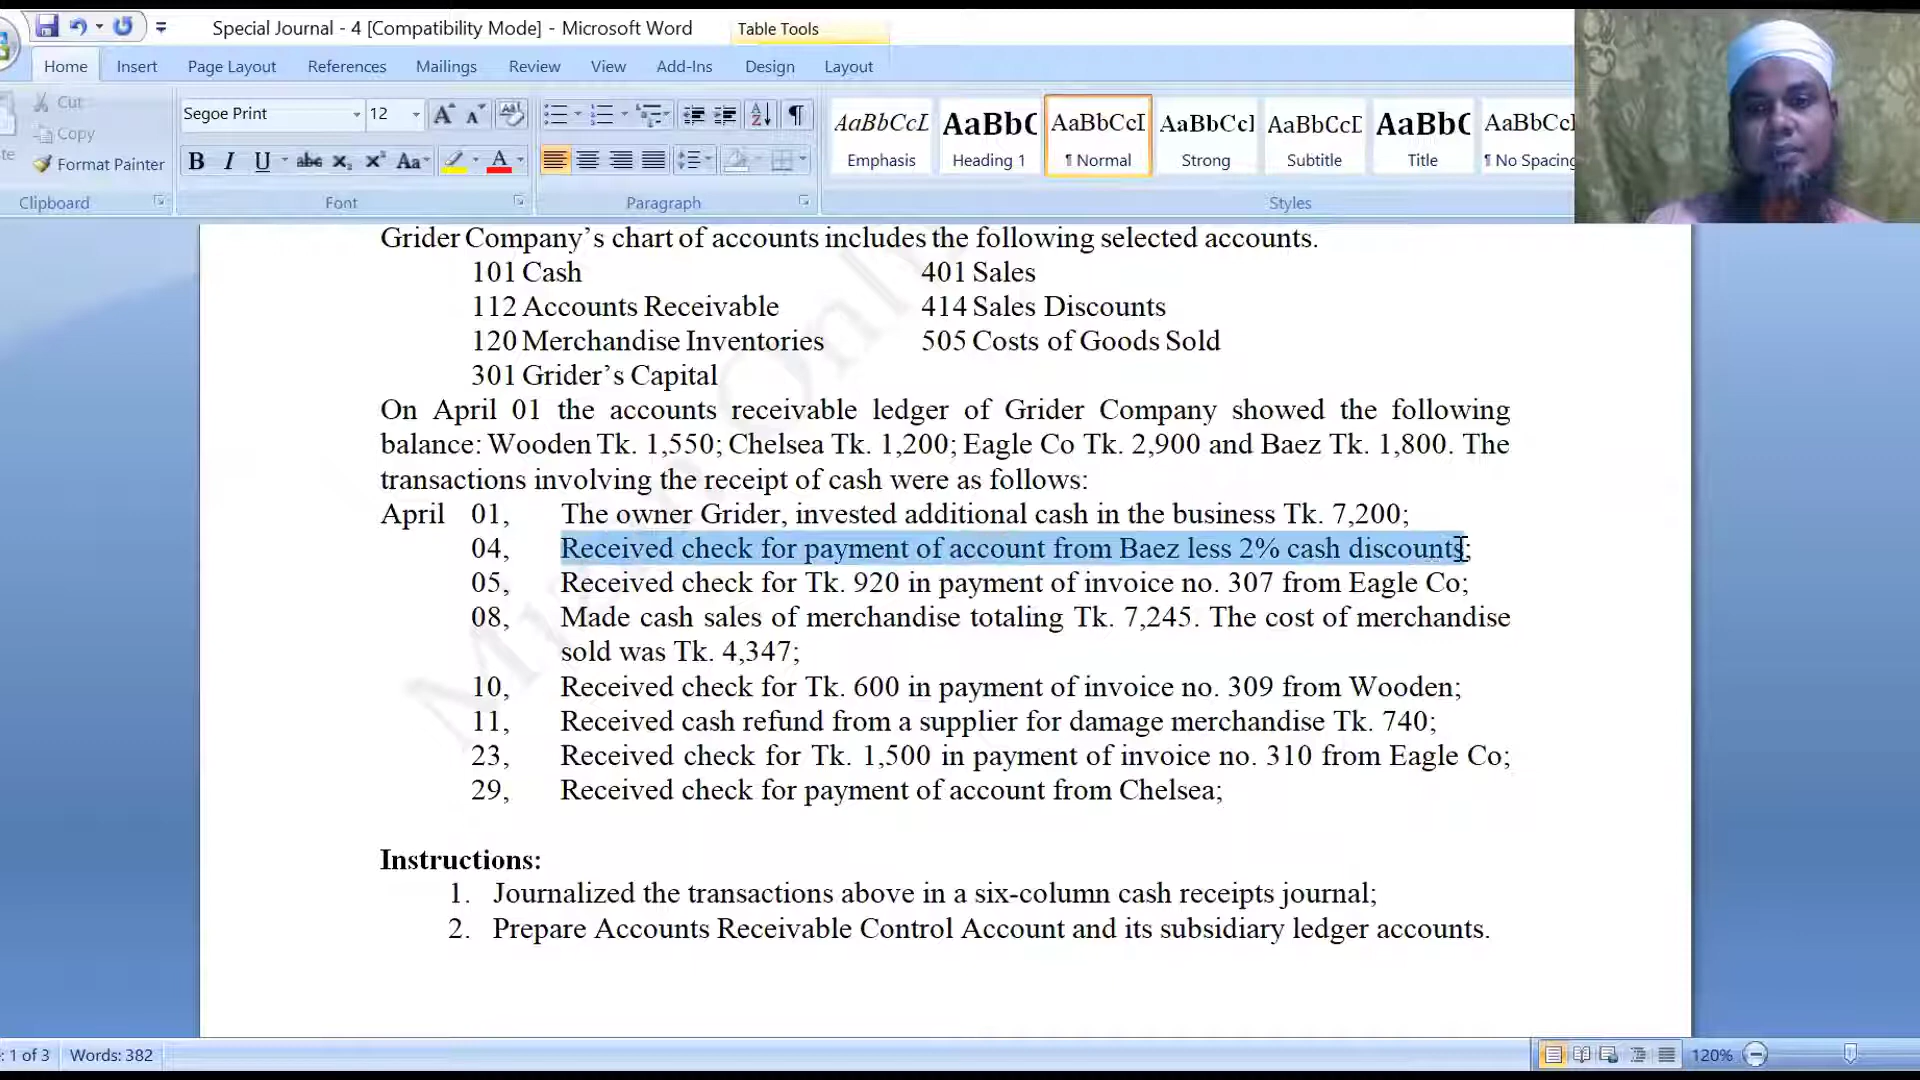 Special Journal - 4 [Compatibility Mode] - Microsoft Word
Table Tools
Home Insert Page Layout References Mailings Review View Add-Ins Design Layout
Cut
Copy
Format Painter
Clipboard
Segoe Print 12
Font
Paragraph
AaBbCcL AaBbC AaBbCcI AaBbCcI AaBbCcD AaBbC AaBbCcI
Emphasis Heading 1 ¶ Normal Strong Subtitle Title ¶ No Spacing
Styles
Grider Company’s chart of accounts includes the following selected accounts.
101 Cash 401 Sales
112 Accounts Receivable 414 Sales Discounts
120 Merchandise Inventories 505 Costs of Goods Sold
301 Grider’s Capital
On April 01 the accounts receivable ledger of Grider Company showed the following
balance: Wooden Tk. 1,550; Chelsea Tk. 1,200; Eagle Co Tk. 2,900 and Baez Tk. 1,800. The
transactions involving the receipt of cash were as follows:
April 01, The owner Grider, invested additional cash in the business Tk. 7,200;
04, Received check for payment of account from Baez less 2% cash discounts;
05, Received check for Tk. 920 in payment of invoice no. 307 from Eagle Co;
08, Made cash sales of merchandise totaling Tk. 7,245. The cost of merchandise
sold was Tk. 4,347;
10, Received check for Tk. 600 in payment of invoice no. 309 from Wooden;
11, Received cash refund from a supplier for damage merchandise Tk. 740;
23, Received check for Tk. 1,500 in payment of invoice no. 310 from Eagle Co;
29, Received check for payment of account from Chelsea;
Instructions:
1. Journalized the transactions above in a six-column cash receipts journal;
2. Prepare Accounts Receivable Control Account and its subsidiary ledger accounts.
: 1 of 3 Words: 382 120%